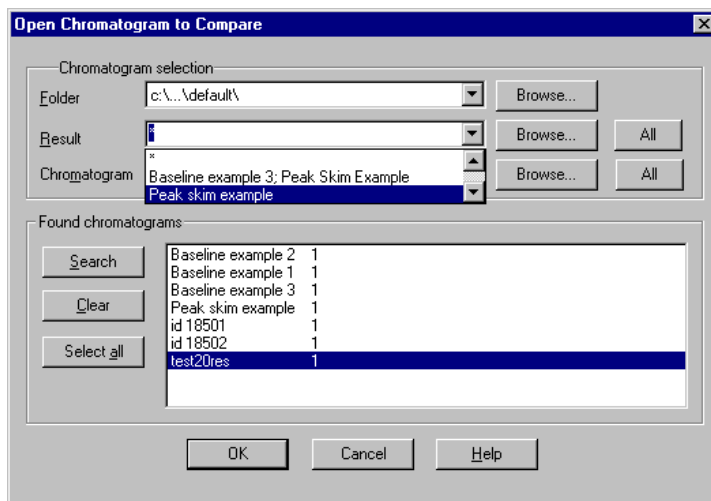 Open Chromatogram to Compare
Chromatogram selection
Folder c:\...\default\ Browse...
Result * Browse... All
*
Chromatogram Baseline example 3; Peak Skim Example Browse... All
Peak skim example
Found chromatograms
Search
Clear
Select all
Baseline example 2 1
Baseline example 1 1
Baseline example 3 1
Peak skim example 1
id 18501 1
id 18502 1
test20res 1
OK Cancel Help